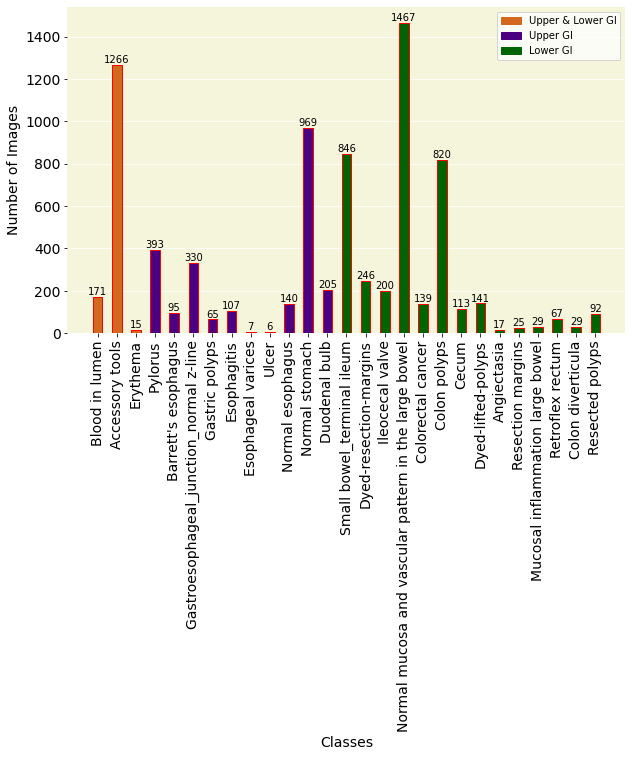 Upper & Lower GI
Upper GI
Lower GI
Number of Images
1400
1200
1000
800
600
400
200
0
171
1266
15
393
95
330
65
107
7
6
140
969
205
846
246
200
1467
139
820
113
141
17
25
29
67
29
92
Blood in lumen
Accessory tools
Erythema
Pylorus
Barrett's esophagus
Gastroesophageal_junction_normal z-line
Gastric polyps
Esophagitis
Esophageal varices
Ulcer
Normal esophagus
Normal stomach
Duodenal bulb
Small bowel_terminal ileum
Dyed-resection-margins
Ileocecal valve
Normal mucosa and vascular pattern in the large bowel
Colorectal cancer
Colon polyps
Cecum
Dyed-lifted-polyps
Angiectasia
Resection margins
Mucosal inflammation large bowel
Retroflex rectum
Colon diverticula
Resected polyps
Classes